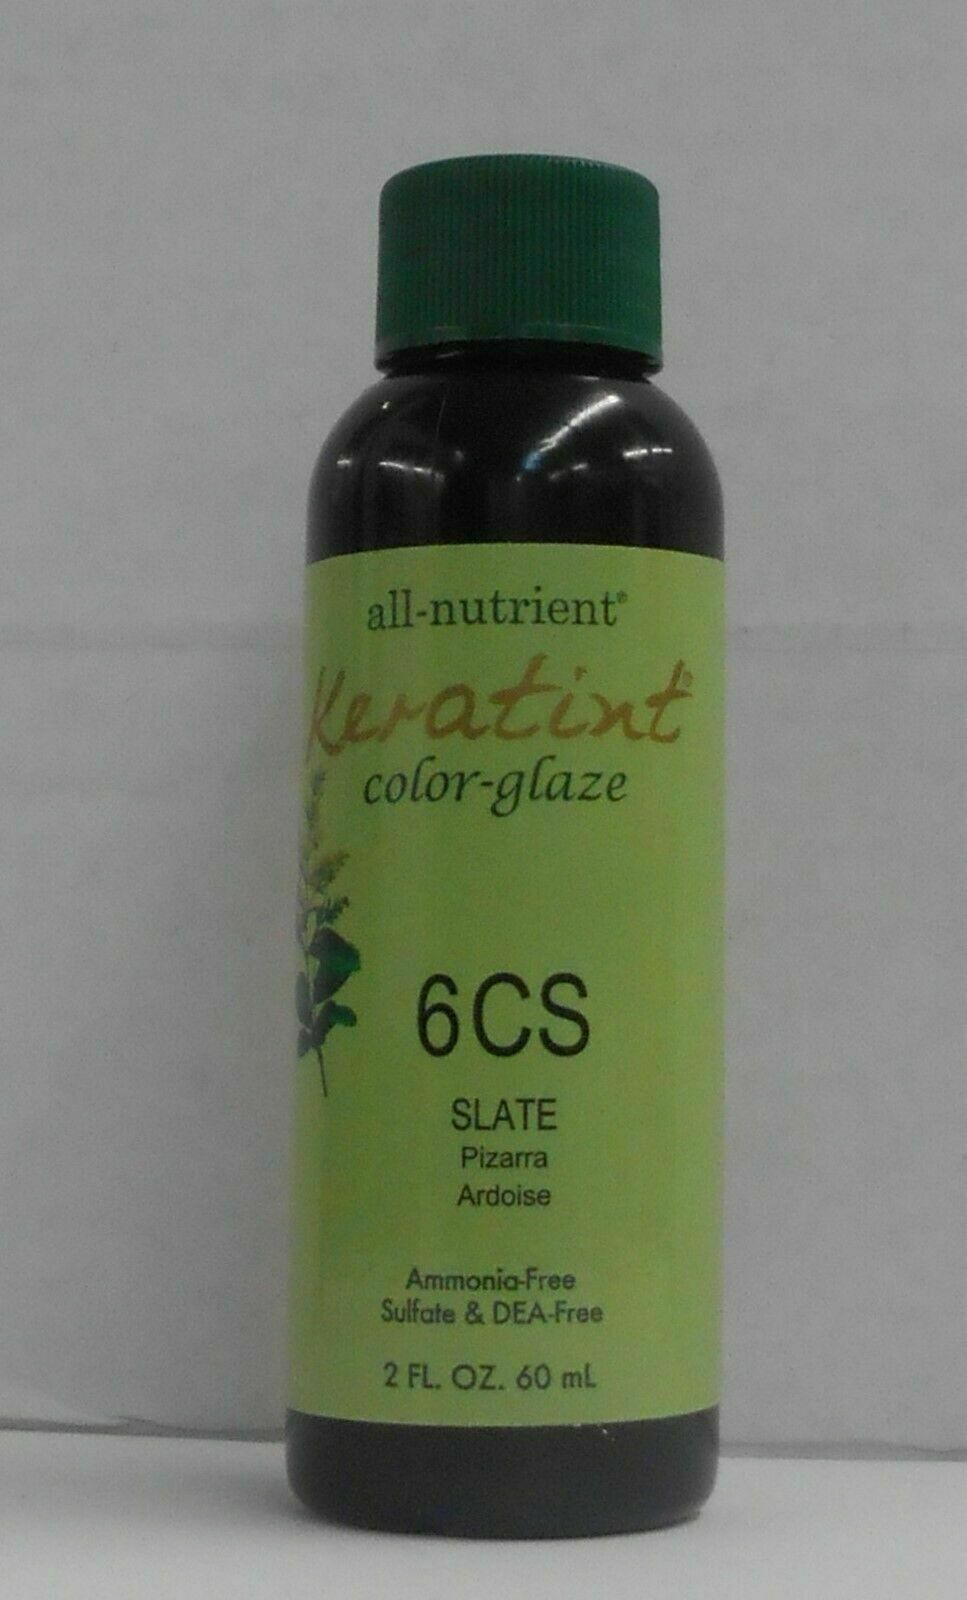 all-nutrient®
Keratint®
color-glaze
6CS
SLATE
Pizarra
Ardoise
Ammonia-Free
Sulfate & DEA-Free
2 FL. OZ. 60 mL